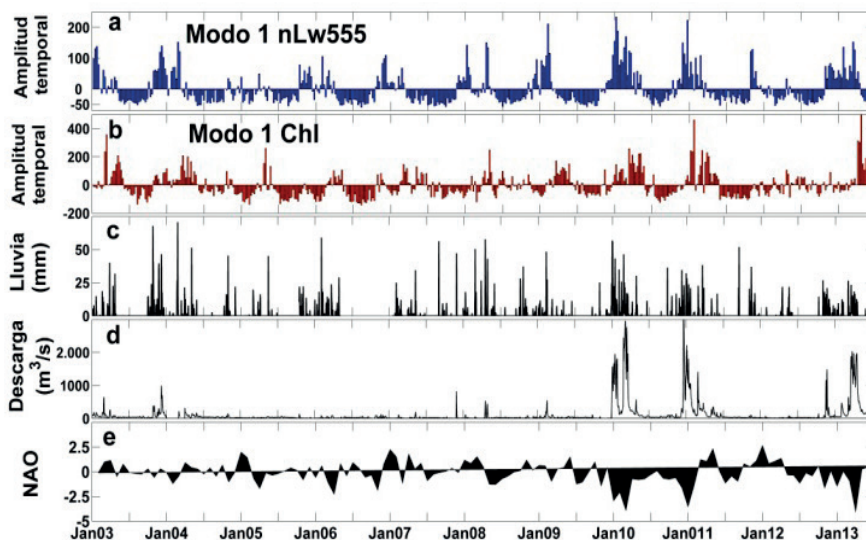 a
Modo 1 nLw555
Amplitud temporal
200
100
0
-50
b
Modo 1 Chl
Amplitud temporal
400
200
0
-200
c
Lluvia (mm)
50
25
0
d
Descarga (m³/s)
2.000
1000
0
e
NAO
2.5
0
-2.5
-5
Jan03 Jan04 Jan05 Jan06 Jan07 Jan08 Jan09 Jan010 Jan011 Jan012 Jan13